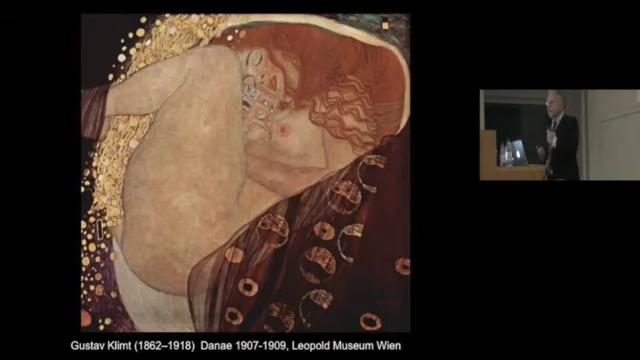 Gustav Klimt (1862–1918)  Danae 1907-1909, Leopold Museum Wien